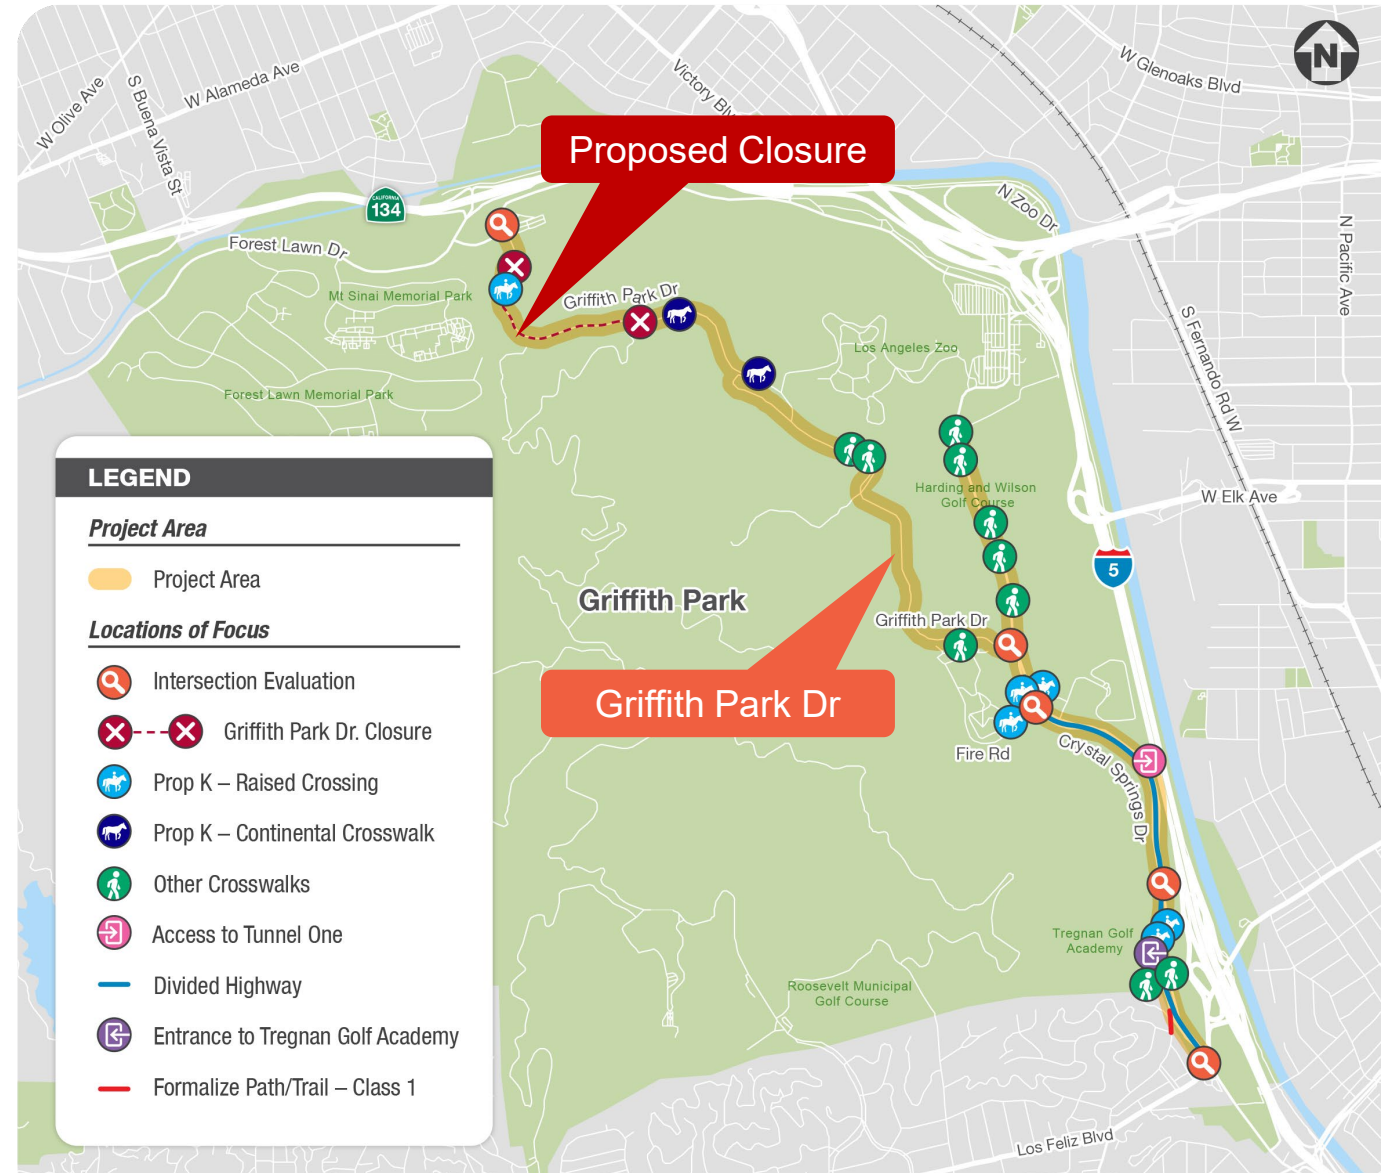 W Olive Ave
S Buena Vista St
W Alameda Ave
Victory Blv
W Glenoaks Blvd
N
Proposed Closure
CALIFORNIA
134
N Zoo Dr
N Pacific Ave
Forest Lawn Dr
Mt Sinai Memorial Park
Griffith Park Dr
Los Angeles Zoo
S Fernando Rd W
Forest Lawn Memorial Park
Harding and Wilson
Golf Course
W Elk Ave
5
Griffith Park
Griffith Park Dr
Griffith Park Dr
Fire Rd
Crystal Springs Dr
Tregnan Golf
Academy
Roosevelt Municipal
Golf Course
Los Feliz Blvd
LEGEND
Project Area
Project Area
Locations of Focus
Intersection Evaluation
Griffith Park Dr. Closure
Prop K – Raised Crossing
Prop K – Continental Crosswalk
Other Crosswalks
Access to Tunnel One
Divided Highway
Entrance to Tregnan Golf Academy
Formalize Path/Trail – Class 1